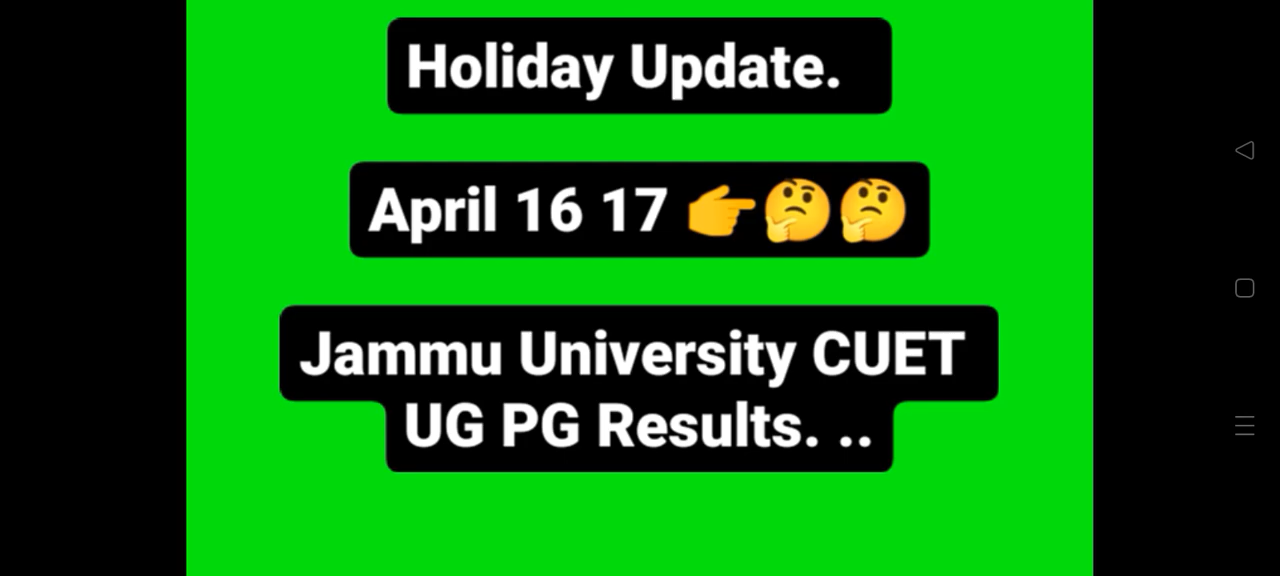 Holiday Update.
April 16 17 👉🤔🤔
Jammu University CUET
UG PG Results. ..